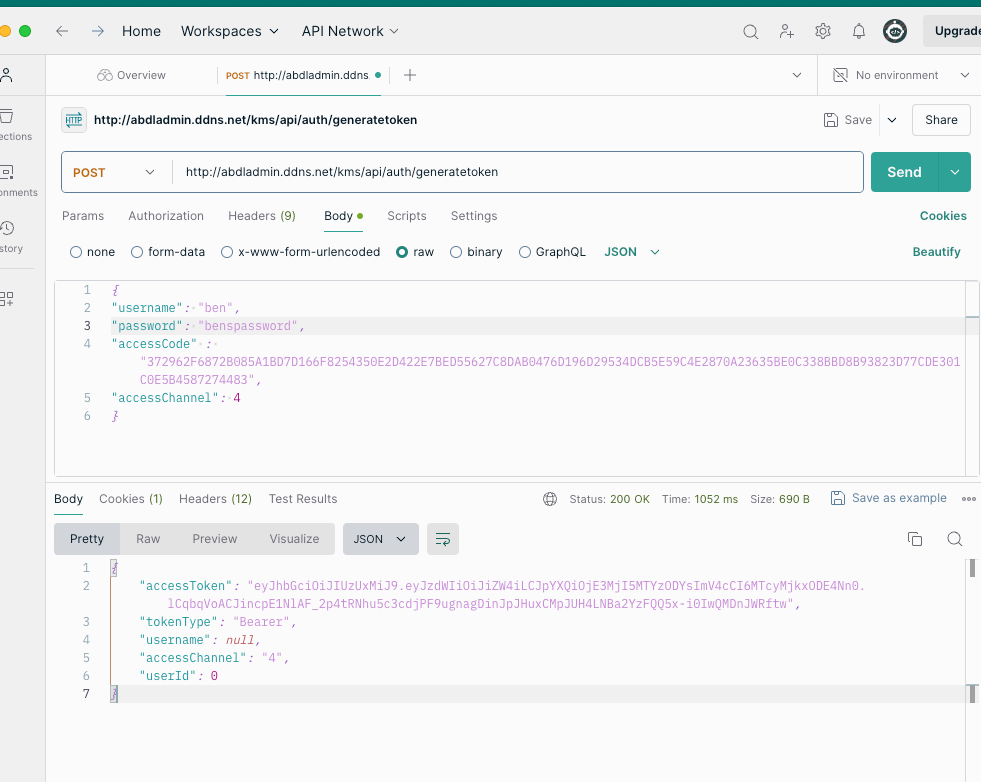 Home Workspaces API Network Upgrade
Overview POST http://abdladmin.ddns No environment
HTTP http://abdladmin.ddns.net/kms/api/auth/generatetoken Save Share
POST http://abdladmin.ddns.net/kms/api/auth/generatetoken Send
Params Authorization Headers (9) Body Scripts Settings Cookies
none form-data x-www-form-urlencoded raw binary GraphQL JSON Beautify
ections
onments
story
1 {
2 "username": "ben",
3 "password": "benspassword",
4 "accessCode" :
"372962F6872B085A1BD7D166F8254350E2D422E7BED55627C8DAB0476D196D29534DCB5E59C4E2870A23635BE0C338BBD8B93823D77CDE301
C0E5B4587274483",
5 "accessChannel": 4
6 }
Body Cookies (1) Headers (12) Test Results Status: 200 OK Time: 1052 ms Size: 690 B Save as example
Pretty Raw Preview Visualize JSON
1 {
2 "accessToken": "eyJhbGciOiJIUzUxMiJ9.eyJzdWIiOiJiZW4iLCJpYXQiOjE3MjI5MTYzODYsImV4cCI6MTcyMjkxODE4Nn0.
lCqbqVoACJincpE1NlAF_2p4tRNhu5c3cdjPF9ugnagDinJpJHuxCMpJUH4LNBa2YzFQQ5x-i0IwQMDnJWRftw",
3 "tokenType": "Bearer",
4 "username": null,
5 "accessChannel": "4",
6 "userId": 0
7 }